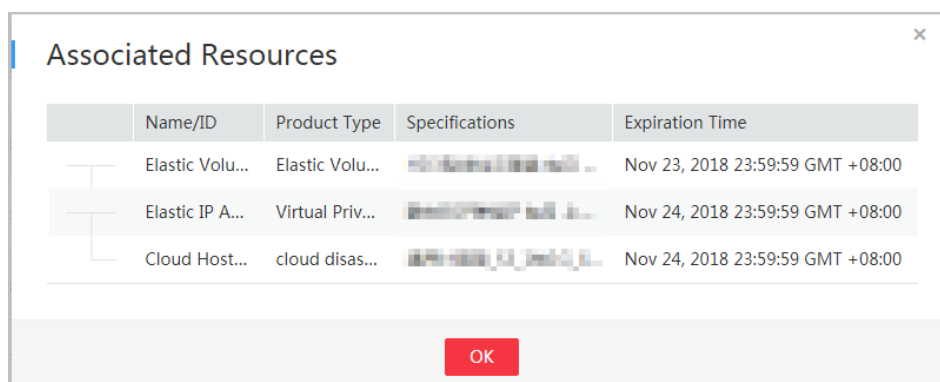 Associated Resources
Name/ID Product Type Specifications Expiration Time
Elastic Volu... Elastic Volu... Nov 23, 2018 23:59:59 GMT +08:00
Elastic IP A... Virtual Priv... Nov 24, 2018 23:59:59 GMT +08:00
Cloud Host... cloud disas... Nov 24, 2018 23:59:59 GMT +08:00
OK